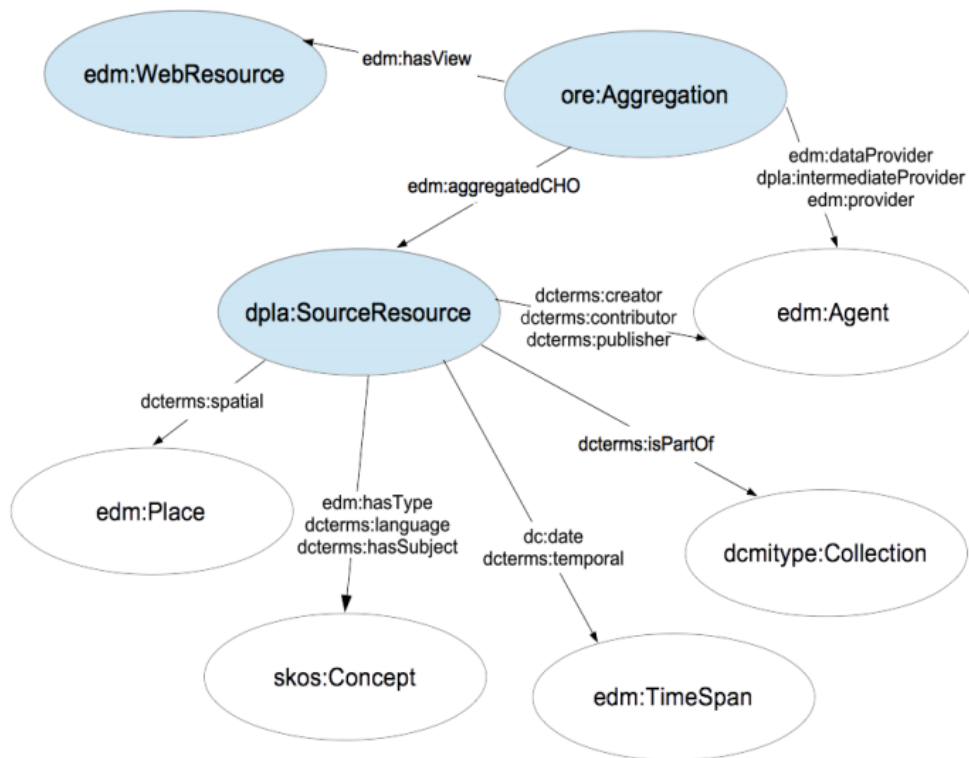 edm:hasView
edm:WebResource
ore:Aggregation
edm:dataProvider
dpla:intermediateProvider
edm:provider
edm:aggregatedCHO
dpla:SourceResource
dcterms:creator
dcterms:contributor
dcterms:publisher
edm:Agent
dcterms:spatial
dcterms:isPartOf
edm:Place
edm:hasType
dcterms:language
dcterms:hasSubject
dc:date
dcterms:temporal
dcmitype:Collection
skos:Concept
edm:TimeSpan